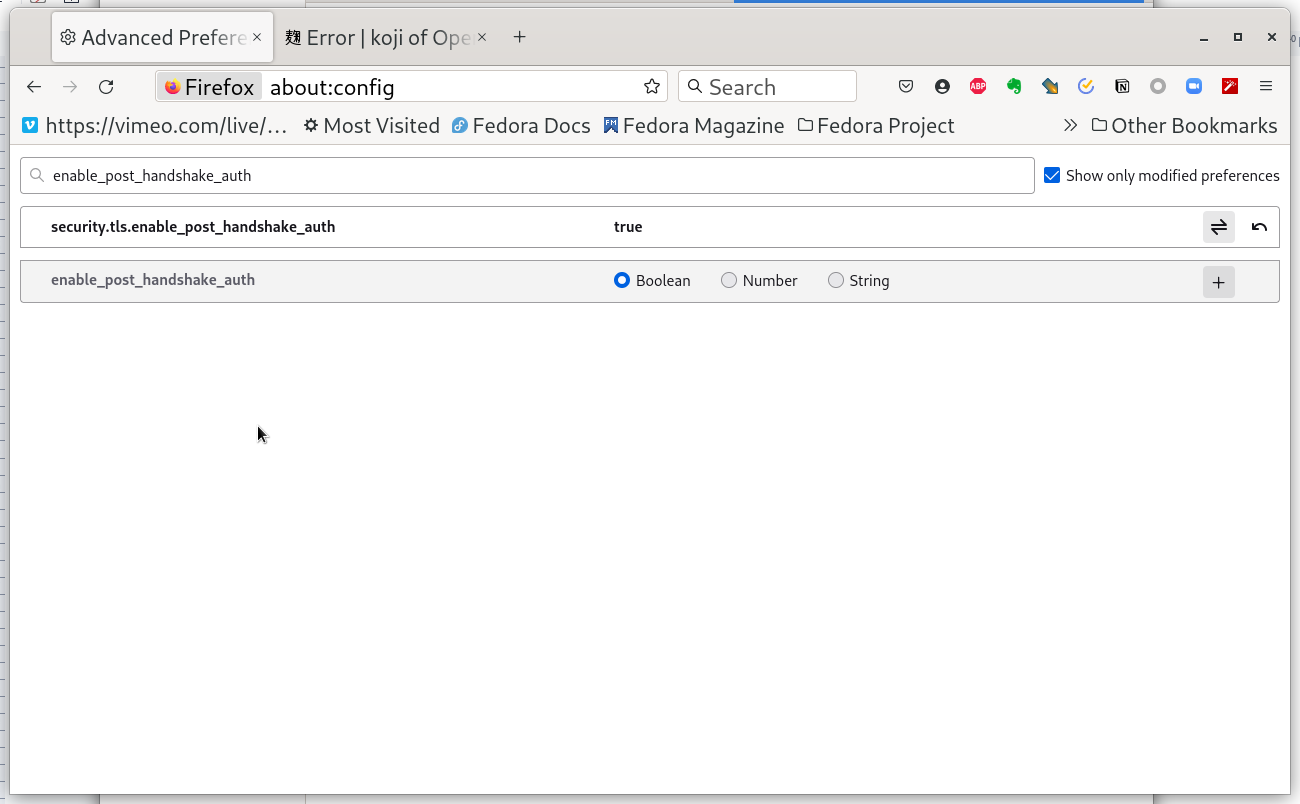 Advanced Prefere
麹 Error | koji of Ope
Firefox about:config
Search
ABP
N
https://vimeo.com/live/… Most Visited Fedora Docs FM Fedora Magazine Fedora Project Other Bookmarks
enable_post_handshake_auth Show only modified preferences
security.tls.enable_post_handshake_auth true
enable_post_handshake_auth Boolean Number String